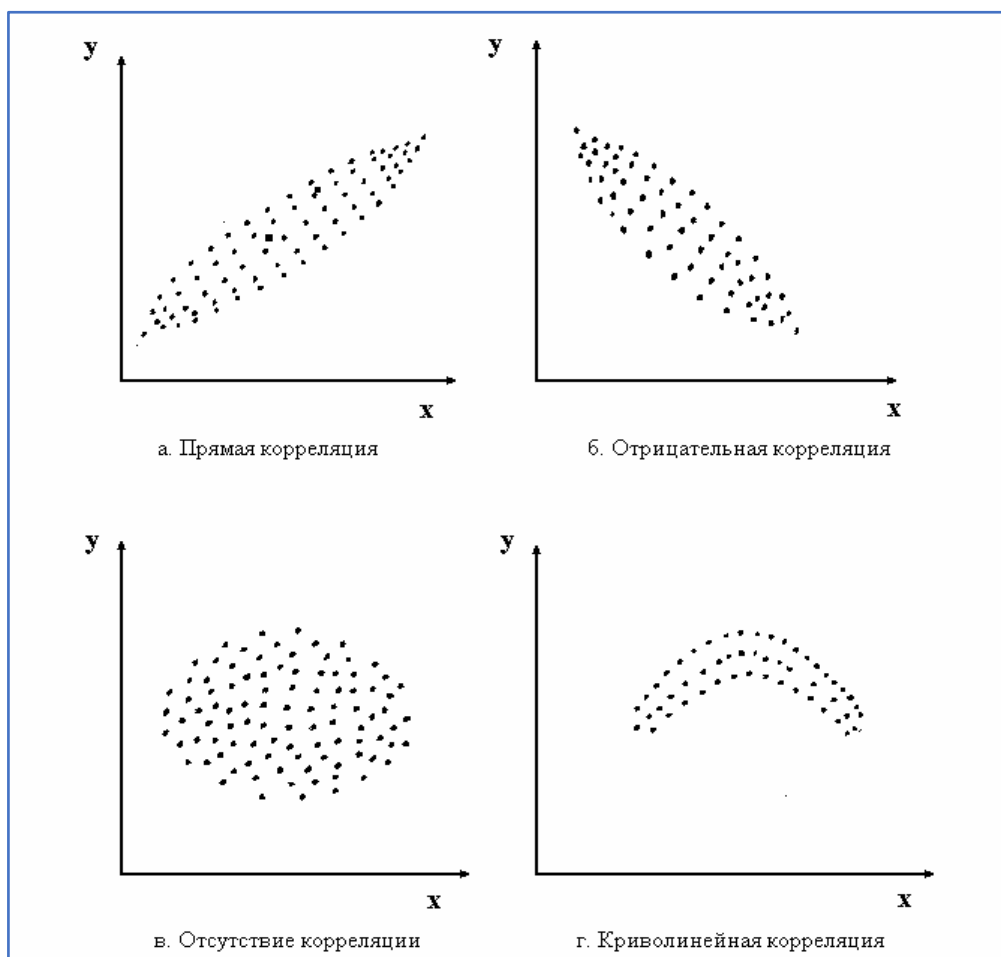 y
y
x
x
а. Прямая корреляция
б. Отрицательная корреляция
y
y
x
x
в. Отсутствие корреляции
г. Криволинейная корреляция